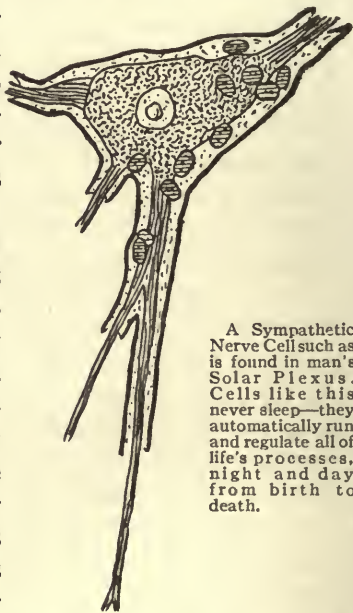 A Sympathetic
Nerve Cell such as
is found in man's
Solar Plexus.
Cells like this
never sleep—they
automatically run
and regulate all of
life's processes,
night and day
from birth to
death.